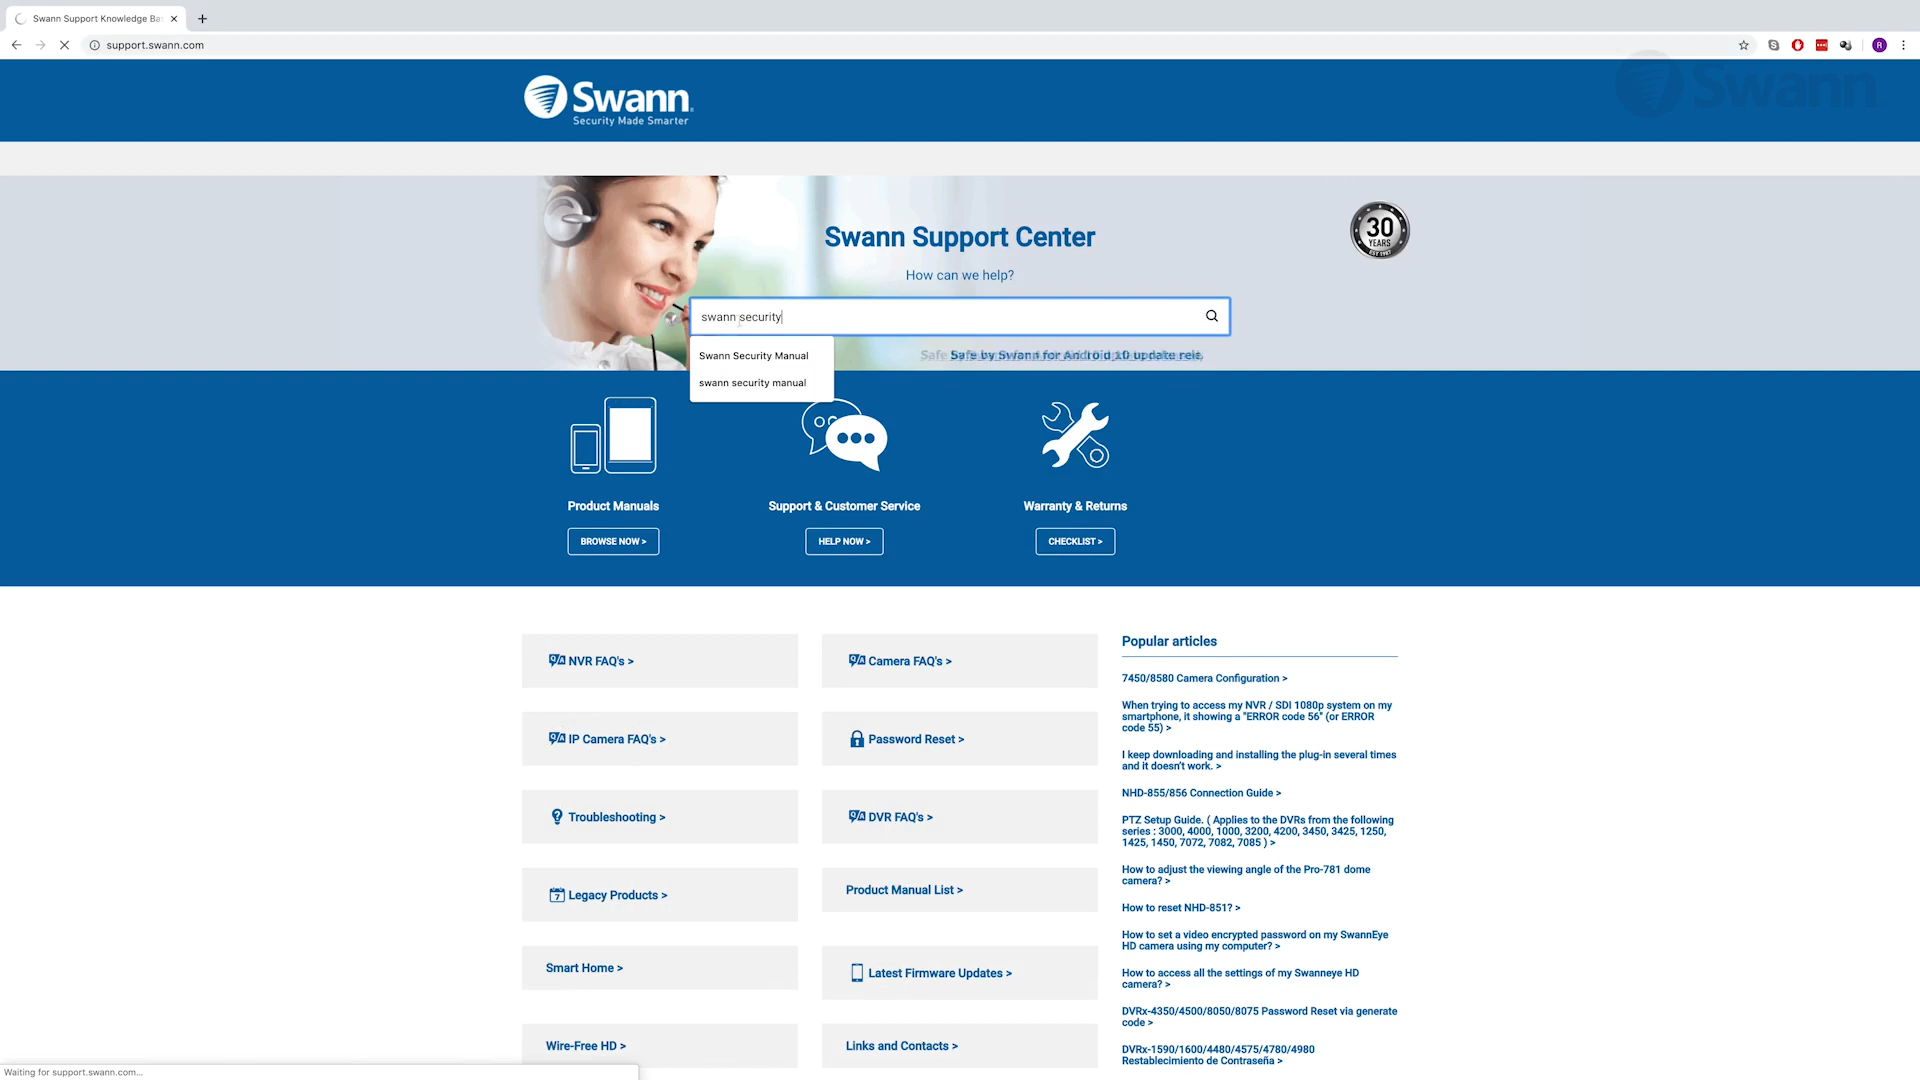 Swann Support Knowledge Ba
support.swann.com
R
Swann
Swann
Security Made Smarter
Swann Support Center
30
YEARS
EST 1987
How can we help?
swann security
Swann Security Manual
Safe by Swann for Android 10 update
swann security manual
Product Manuals
Support & Customer Service
Warranty & Returns
BROWSE NOW >
HELP NOW >
CHECKLIST >
NVR FAQ's >
Camera FAQ's >
IP Camera FAQ's >
Password Reset >
Troubleshooting >
DVR FAQ's >
Legacy Products >
Product Manual List >
Smart Home >
Latest Firmware Updates >
Wire-Free HD >
Links and Contacts >
Popular articles
7450/8580 Camera Configuration >
When trying to access my NVR / SDI 1080p system on my
smartphone, it showing a "ERROR code 56" (or ERROR
code 55) >
I keep downloading and installing the plug-in several times
and it doesn't work. >
NHD-855/856 Connection Guide >
PTZ Setup Guide. ( Applies to the DVRs from the following
series : 3000, 4000, 1000, 3200, 4200, 3450, 3425, 1250,
1425, 1450, 7072, 7082, 7085 ) >
How to adjust the viewing angle of the Pro-781 dome
camera? >
How to reset NHD-851? >
How to set a video encrypted password on my SwannEye
HD camera using my computer? >
How to access all the settings of my Swanneye HD
camera? >
DVRx-4350/4500/8050/8075 Password Reset via generate
code >
DVRx-1590/1600/4480/4575/4780/4980
Restablecimiento de Contraseña >
Waiting for support.swann.com...